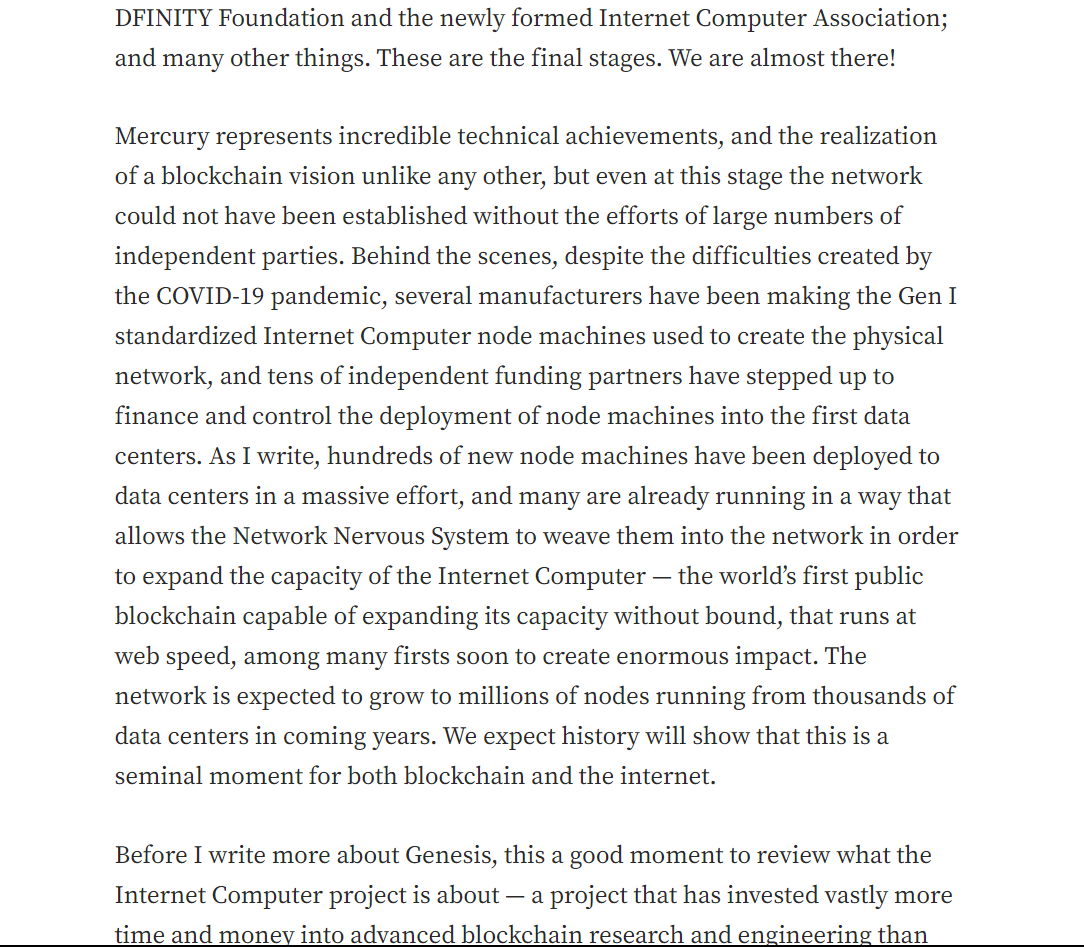 DFINITY Foundation and the newly formed Internet Computer Association;
and many other things. These are the final stages. We are almost there!
Mercury represents incredible technical achievements, and the realization
of a blockchain vision unlike any other, but even at this stage the network
could not have been established without the efforts of large numbers of
independent parties. Behind the scenes, despite the difficulties created by
the COVID-19 pandemic, several manufacturers have been making the Gen I
standardized Internet Computer node machines used to create the physical
network, and tens of independent funding partners have stepped up to
finance and control the deployment of node machines into the first data
centers. As I write, hundreds of new node machines have been deployed to
data centers in a massive effort, and many are already running in a way that
allows the Network Nervous System to weave them into the network in order
to expand the capacity of the Internet Computer — the world’s first public
blockchain capable of expanding its capacity without bound, that runs at
web speed, among many firsts soon to create enormous impact. The
network is expected to grow to millions of nodes running from thousands of
data centers in coming years. We expect history will show that this is a
seminal moment for both blockchain and the internet.
Before I write more about Genesis, this a good moment to review what the
Internet Computer project is about — a project that has invested vastly more
time and money into advanced blockchain research and engineering than